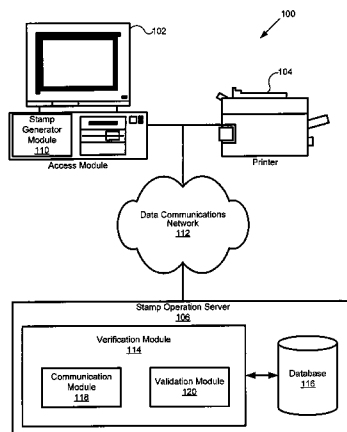 100
102
104
Stamp
Generator
Module
110
Access Module
Printer
Data Communications
Network
112
Stamp Operation Server
106
Verification Module
114
Communication
Module
118
Validation Module
120
Database
116